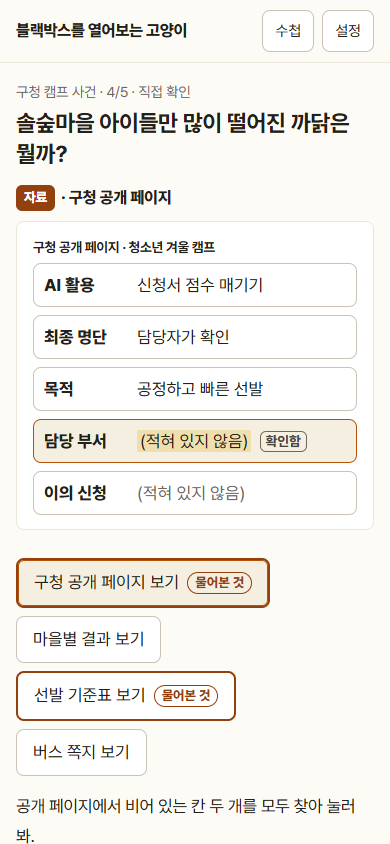 블랙박스를 열어보는 고양이
수첩
설정
구청 캠프 사건 · 4/5 · 직접 확인
솔숲마을 아이들만 많이 떨어진 까닭은
뭘까?
자료 · 구청 공개 페이지
구청 공개 페이지 · 청소년 겨울 캠프
AI 활용 신청서 점수 매기기
최종 명단 담당자가 확인
목적 공정하고 빠른 선발
담당 부서 (적혀 있지 않음) 확인함
이의 신청 (적혀 있지 않음)
구청 공개 페이지 보기 물어본 것
마을별 결과 보기
선발 기준표 보기 물어본 것
버스 쪽지 보기
공개 페이지에서 비어 있는 칸 두 개를 모두 찾아 눌러
봐.